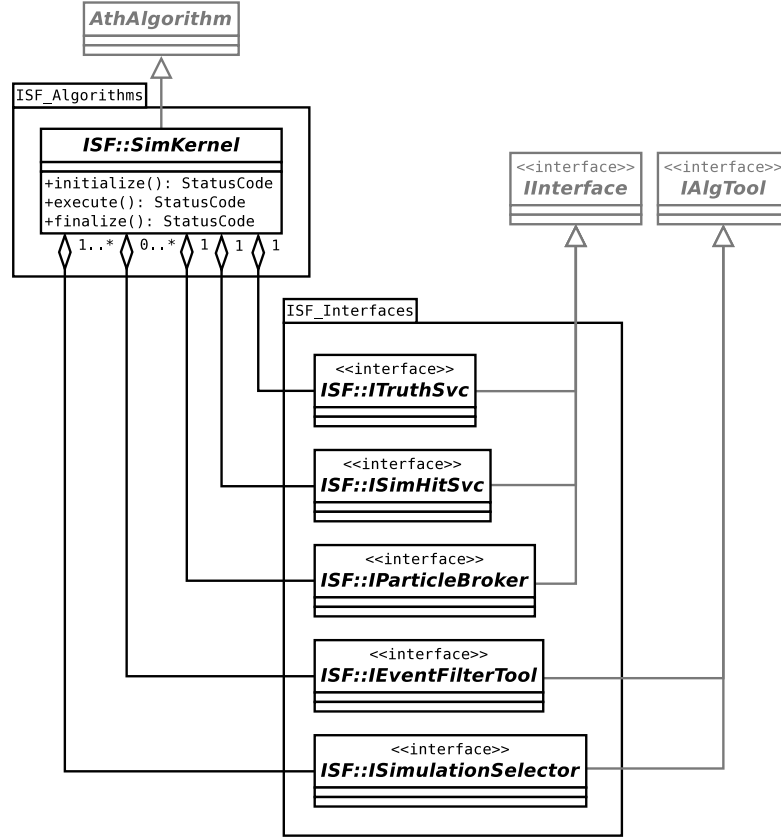 AthAlgorithm
ISF_Algorithms
ISF::SimKernel
+initialize(): StatusCode
+execute(): StatusCode
+finalize(): StatusCode
1..* 0..* 1 1 1
<<interface>>
IInterface
<<interface>>
IAlgTool
ISF_Interfaces
<<interface>>
ISF::ITruthSvc
<<interface>>
ISF::ISimHitSvc
<<interface>>
ISF::IParticleBroker
<<interface>>
ISF::IEventFilterTool
<<interface>>
ISF::ISimulationSelector